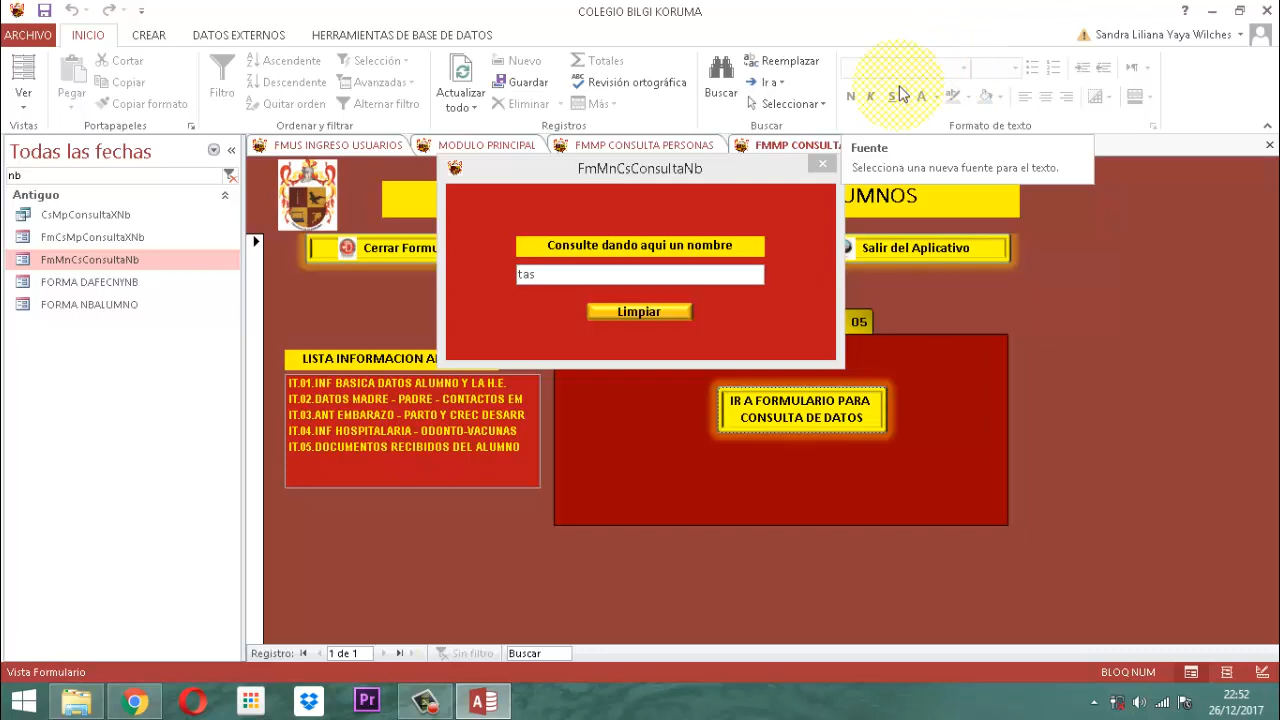 COLEGIO BILGI KORUMA
ARCHIVO INICIO CREAR DATOS EXTERNOS HERRAMIENTAS DE BASE DE DATOS Sandra Liliana Yaya Wilches
Ver
Vistas
Pegar
Cortar
Copiar
Copiar formato
Portapapeles
Filtro
Ascendente
Descendente
Quitar or
Selección
Avanzadas
ar filtro
Ordenar y filtrar
Actualizar
todo
Nuevo
Guardar
Eliminar
Totales
Revisión ortográfica
Más
Registros
Buscar
Reemplazar
Ir a
Seleccionar
Buscar
N K S A
Formato de texto
Fuente
Selecciona una nueva fuente para el texto.
Todas las fechas
nb
Antiguo
CsMpConsultaXNb
FmCsMpConsultaXNb
FmMnCsConsultaNb
FORMA DAFECNYNB
FORMA NBALUMNO
FMUS INGRESO USUARIOS MODULO PRINCIPAL FMMP CONSULTA PERSONAS FMMP CONSULTA
UMNOS
Cerrar Formu
Salir del Aplicativo
FmMnCsConsultaNb
Consulte dando aqui un nombre
tas
Limpiar
05
LISTA INFORMACION A
IT.01.INF BASICA DATOS ALUMNO Y LA H.E.
IT.02.DATOS MADRE - PADRE - CONTACTOS EM
IT.03.ANT EMBARAZO - PARTO Y CREC DESARR
IT.04.INF HOSPITALARIA - ODONTO-VACUNAS
IT.05.DOCUMENTOS RECIBIDOS DEL ALUMNO
IR A FORMULARIO PARA
CONSULTA DE DATOS
Registro: 1 de 1 Sin filtro Buscar
Vista Formulario BLOQ NUM
Pr
22:52
26/12/2017